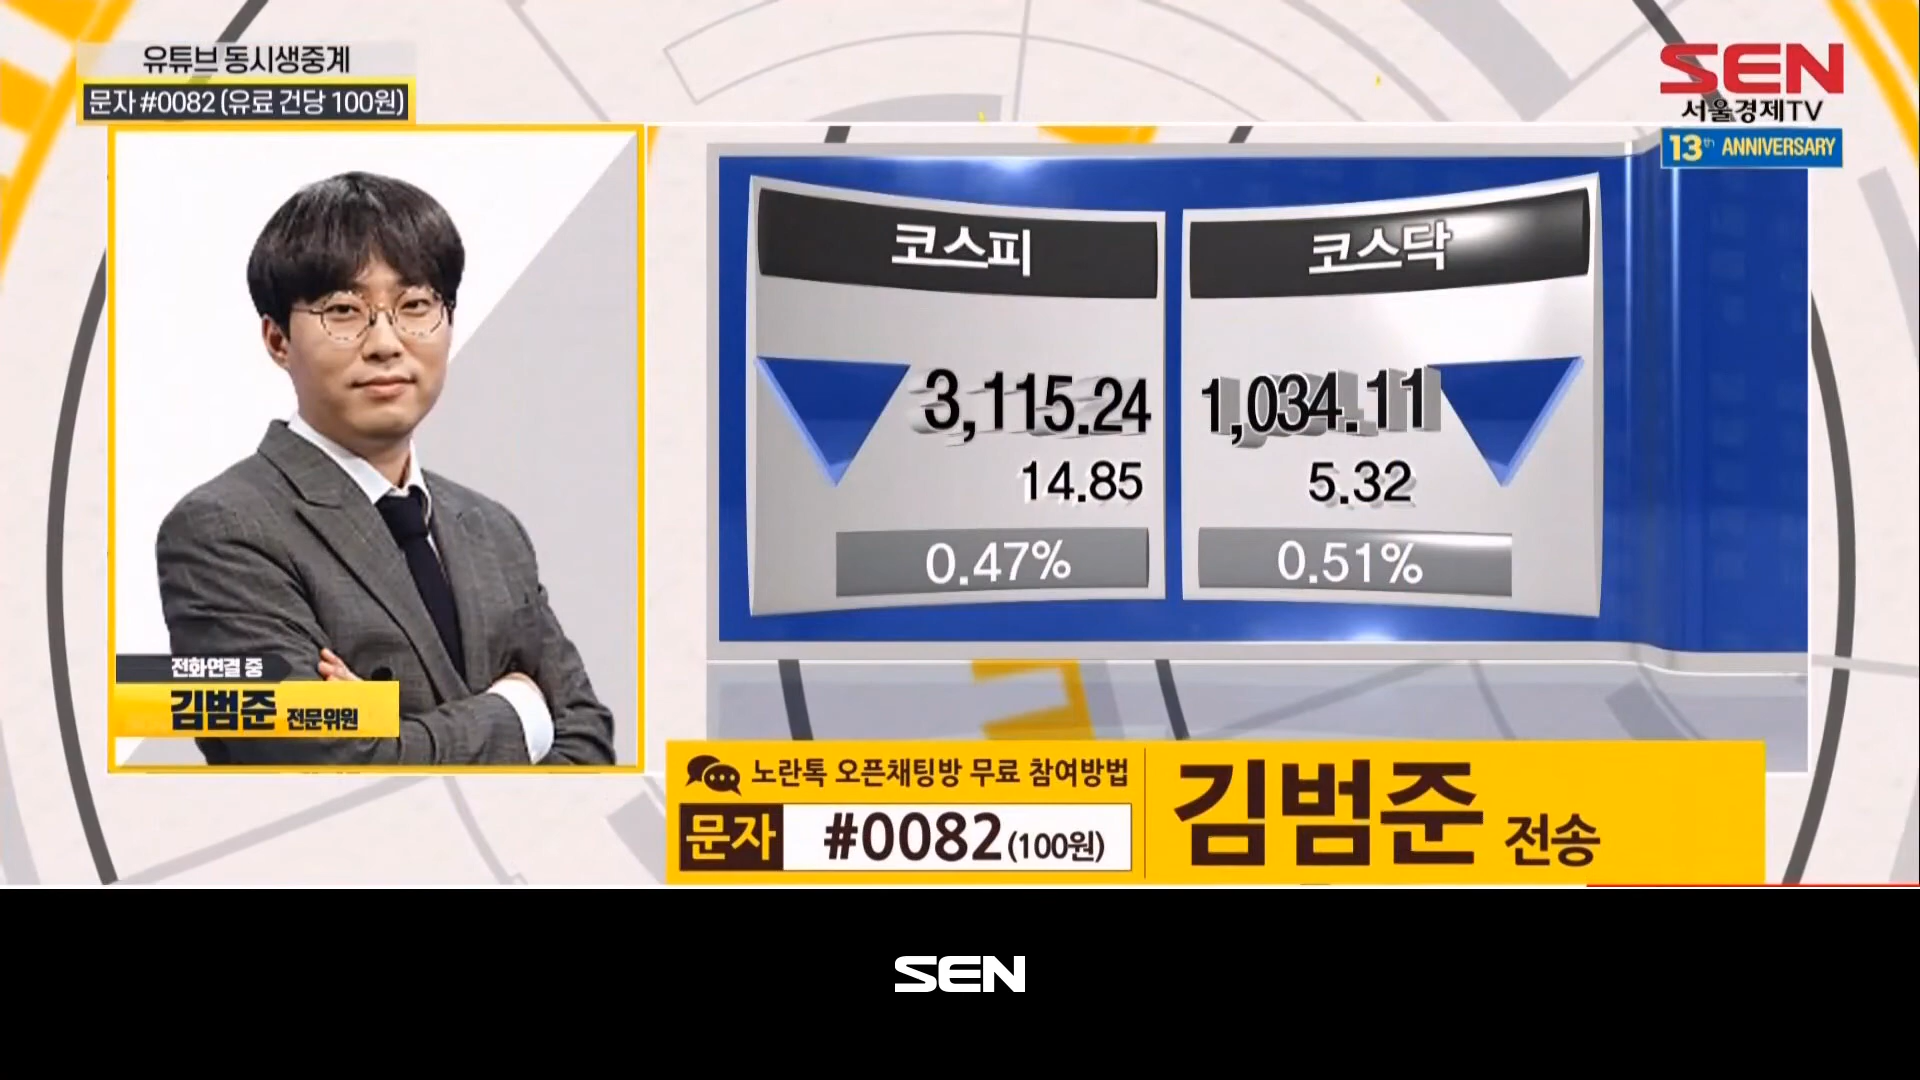 유튜브 동시생중계
문자 #0082 (유료 건당 100원)
SEN
서울경제TV
13th ANNIVERSARY
코스피
3,115.24
14.85
0.47%
코스닥
1,034.11
5.32
0.51%
전화연결 중
김범준 전문위원
노란톡 오픈채팅방 무료 참여방법
문자 #0082(100원)
김범준 전송
SEN